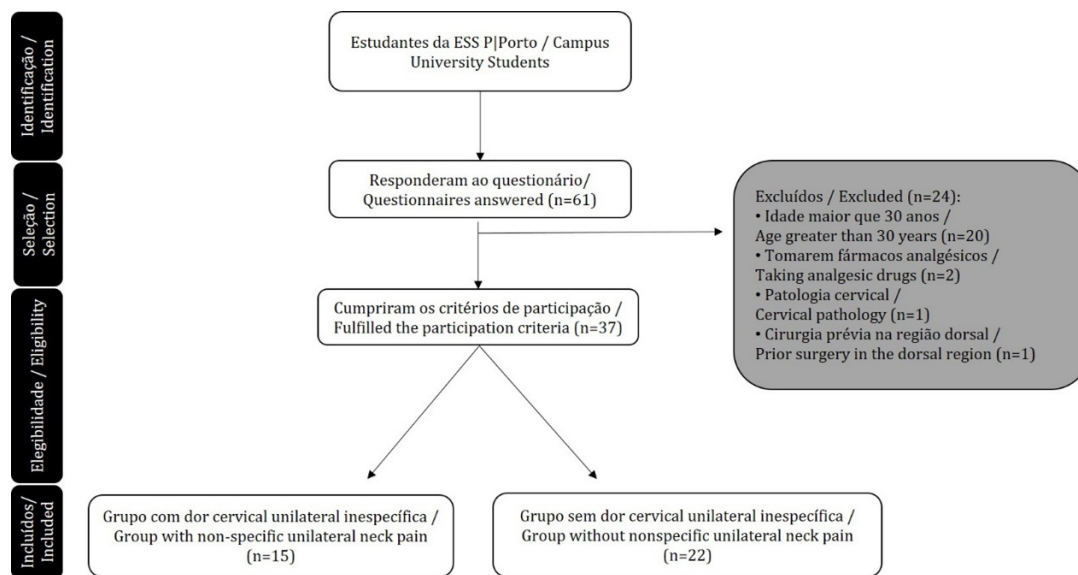 Identificação /
Identification
Estudantes da ESS P|Porto / Campus
University Students
Seleção /
Selection
Responderam ao questionário/
Questionnaires answered (n=61)
Excluídos / Excluded (n=24):
• Idade maior que 30 anos /
Age greater than 30 years (n=20)
• Tomarem fármacos analgésicos /
Taking analgesic drugs (n=2)
• Patologia cervical /
Cervical pathology (n=1)
• Cirurgia prévia na região dorsal /
Prior surgery in the dorsal region (n=1)
Elegibilidade / Eligibility
Cumpriram os critérios de participação /
Fulfilled the participation criteria (n=37)
Incluídos/
Included
Grupo com dor cervical unilateral inespecífica /
Group with non-specific unilateral neck pain
(n=15)
Grupo sem dor cervical unilateral inespecífica /
Group without nonspecific unilateral neck pain
(n=22)